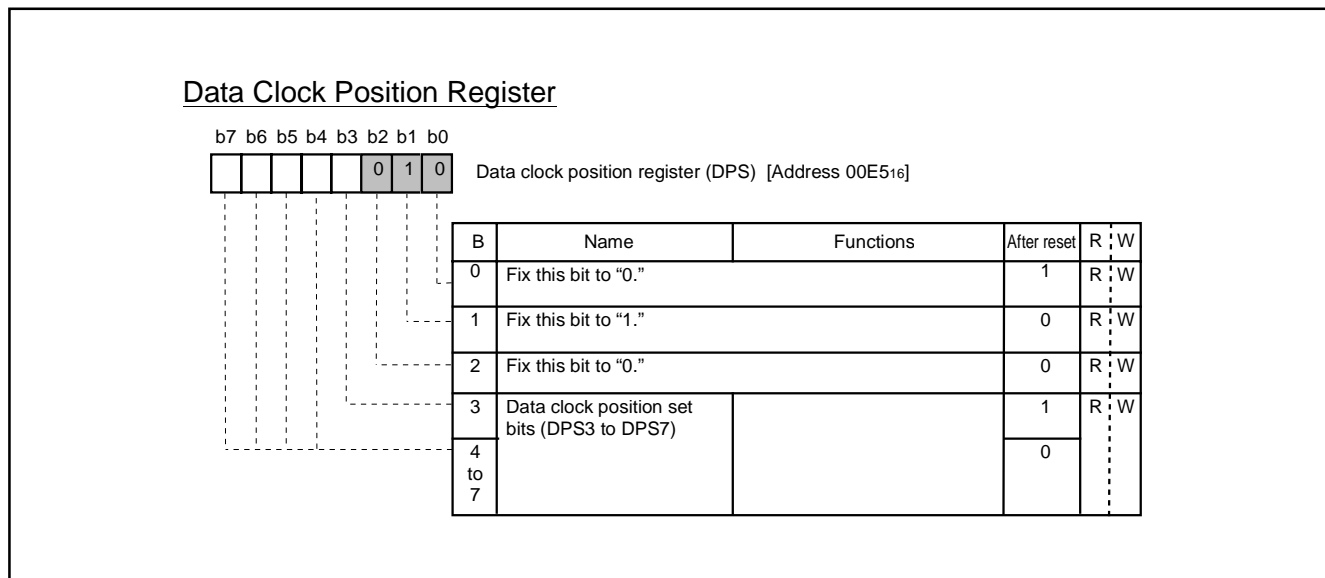 Data Clock Position Register
b7 b6 b5 b4 b3 b2 b1 b0
0 1 0 Data clock position register (DPS) [Address 00E516]
B Name Functions After reset R W
0 Fix this bit to “0.” 1 R W
1 Fix this bit to “1.” 0 R W
2 Fix this bit to “0.” 0 R W
3 Data clock position set 1 R W
bits (DPS3 to DPS7)
4 0
to
7